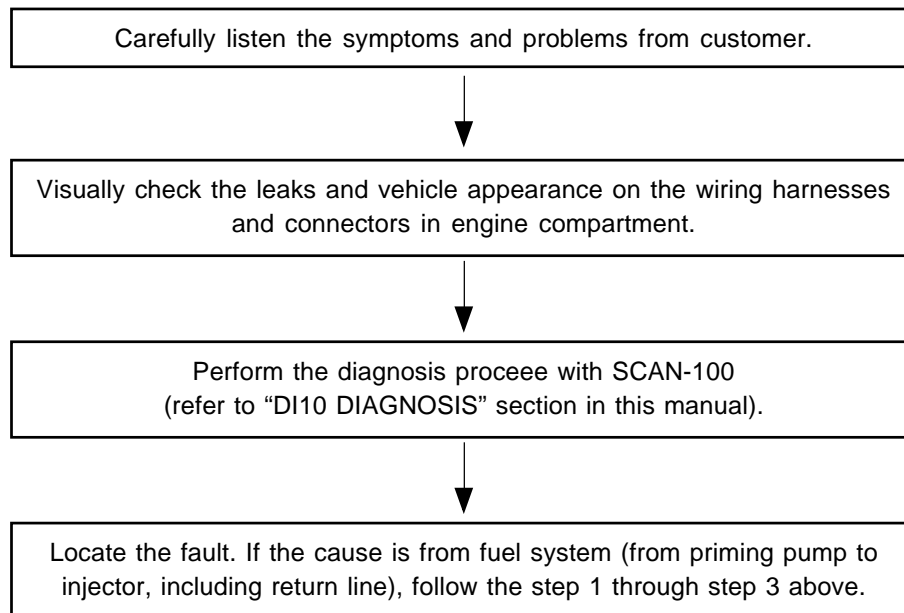 Carefully listen the symptoms and problems from customer.
Visually check the leaks and vehicle appearance on the wiring harnesses
and connectors in engine compartment.
Perform the diagnosis proceee with SCAN-100
(refer to “DI10 DIAGNOSIS” section in this manual).
Locate the fault. If the cause is from fuel system (from priming pump to
injector, including return line), follow the step 1 through step 3 above.